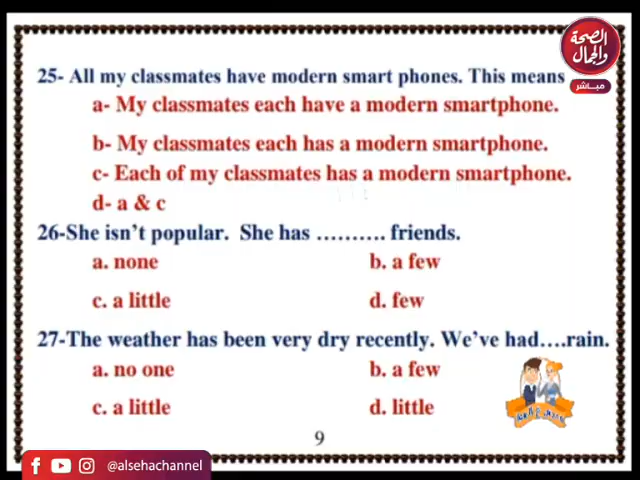 الصحة
والجمال
مباشر
25- All my classmates have modern smart phones. This means
a- My classmates each have a modern smartphone.
b- My classmates each has a modern smartphone.
c- Each of my classmates has a modern smartphone.
d- a & c
26-She isn't popular. She has ………. friends.
a. none
b. a few
c. a little
d. few
27-The weather has been very dry recently. We've had….rain.
a. no one
b. a few
c. a little
d. little
9
@alsehachannel